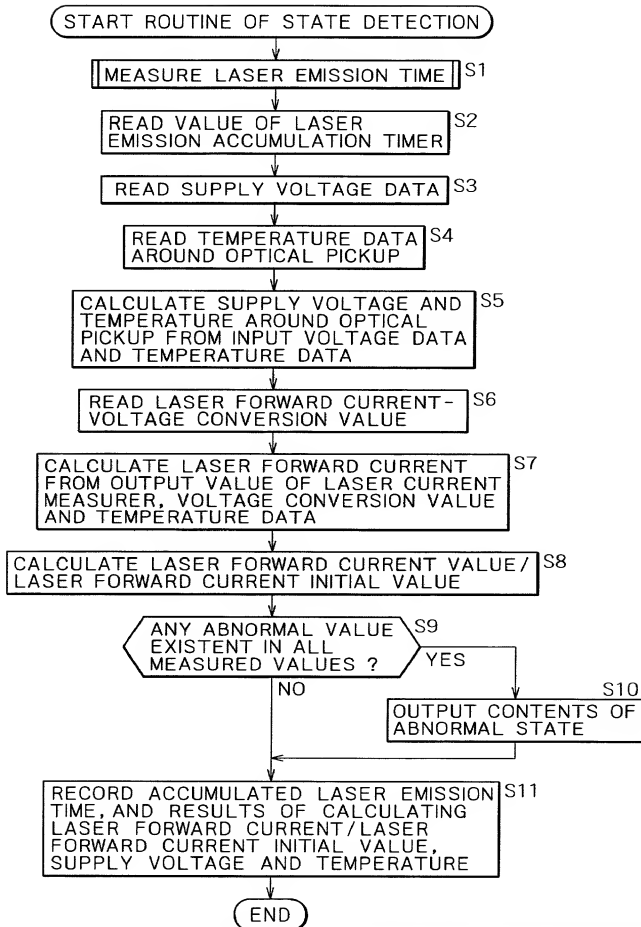 START ROUTINE OF STATE DETECTION
MEASURE LASER EMISSION TIME
S1
READ VALUE OF LASER
EMISSION ACCUMULATION TIMER
S2
READ SUPPLY VOLTAGE DATA
S3
READ TEMPERATURE DATA
AROUND OPTICAL PICKUP
S4
CALCULATE SUPPLY VOLTAGE AND
TEMPERATURE AROUND OPTICAL
PICKUP FROM INPUT VOLTAGE DATA
AND TEMPERATURE DATA
S5
READ LASER FORWARD CURRENT-
VOLTAGE CONVERSION VALUE
S6
CALCULATE LASER FORWARD CURRENT
FROM OUTPUT VALUE OF LASER CURRENT
MEASURER, VOLTAGE CONVERSION VALUE
AND TEMPERATURE DATA
S7
CALCULATE LASER FORWARD CURRENT VALUE/
LASER FORWARD CURRENT INITIAL VALUE
S8
ANY ABNORMAL VALUE
EXISTENT IN ALL
MEASURED VALUES ?
S9
YES
NO
S10
OUTPUT CONTENTS OF
ABNORMAL STATE
RECORD ACCUMULATED LASER EMISSION
TIME, AND RESULTS OF CALCULATING
LASER FORWARD CURRENT/LASER
FORWARD CURRENT INITIAL VALUE,
SUPPLY VOLTAGE AND TEMPERATURE
S11
END